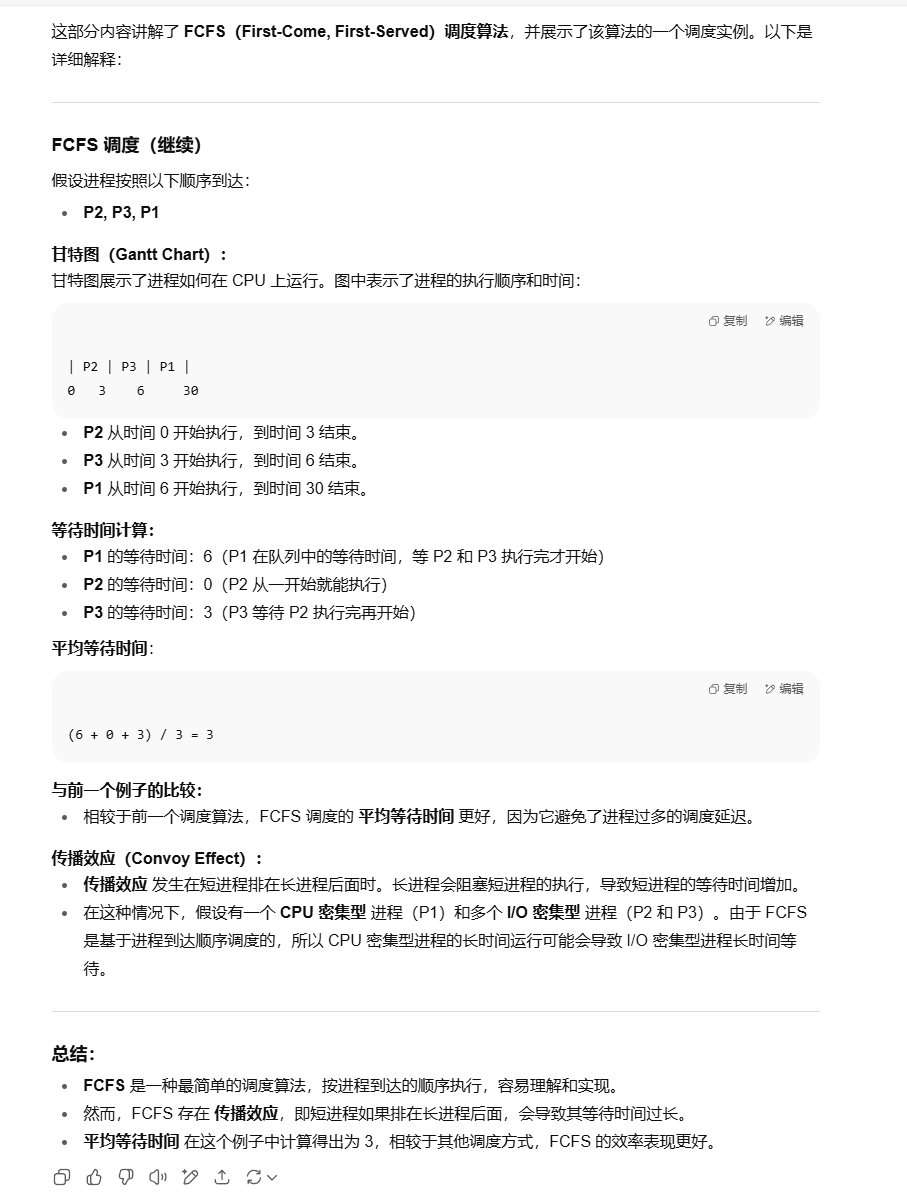 这部分内容讲解了 FCFS（First-Come, First-Served）调度算法，并展示了该算法的一个调度实例。以下是
详细解释：
FCFS 调度（继续）
假设进程按照以下顺序到达：
• P2, P3, P1
甘特图（Gantt Chart）：
甘特图展示了进程如何在 CPU 上运行。图中表示了进程的执行顺序和时间：
复制 编辑
| P2 | P3 | P1 |
0 3 6 30
• P2 从时间 0 开始执行，到时间 3 结束。
• P3 从时间 3 开始执行，到时间 6 结束。
• P1 从时间 6 开始执行，到时间 30 结束。
等待时间计算：
• P1 的等待时间：6（P1 在队列中的等待时间，等 P2 和 P3 执行完才开始）
• P2 的等待时间：0（P2 从一开始就能执行）
• P3 的等待时间：3（P3 等待 P2 执行完再开始）
平均等待时间：
复制 编辑
(6 + 0 + 3) / 3 = 3
与前一个例子的比较：
• 相较于前一个调度算法，FCFS 调度的 平均等待时间 更好，因为它避免了进程过多的调度延迟。
传播效应（Convoy Effect）：
• 传播效应 发生在短进程排在长进程后面时。长进程会阻塞短进程的执行，导致短进程的等待时间增加。
• 在这种情况下，假设有一个 CPU 密集型 进程（P1）和多个 I/O 密集型 进程（P2 和 P3）。由于 FCFS
是基于进程到达顺序调度的，所以 CPU 密集型进程的长时间运行可能会导致 I/O 密集型进程长时间等
待。
总结：
• FCFS 是一种最简单的调度算法，按进程到达的顺序执行，容易理解和实现。
• 然而，FCFS 存在 传播效应，即短进程如果排在长进程后面，会导致其等待时间过长。
• 平均等待时间 在这个例子中计算得出为 3，相较于其他调度方式，FCFS 的效率表现更好。